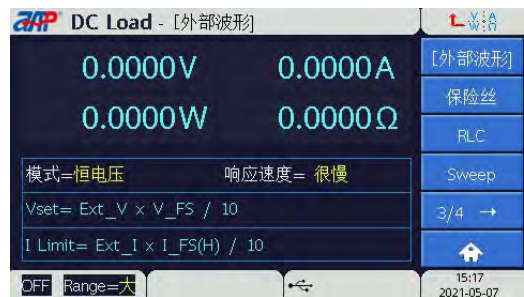 ZAP DC Load - [外部波形]
V A
W Ω
0.0000V 0.0000A
0.0000W 0.0000Ω
模式=恒电压 响应速度= 很慢
Vset= Ext_V x V_FS / 10
I Limit= Ext_I x I_FS(H) / 10
OFF Range=大
[外部波形]
保险丝
RLC
Sweep
3/4 →
15:17
2021-05-07